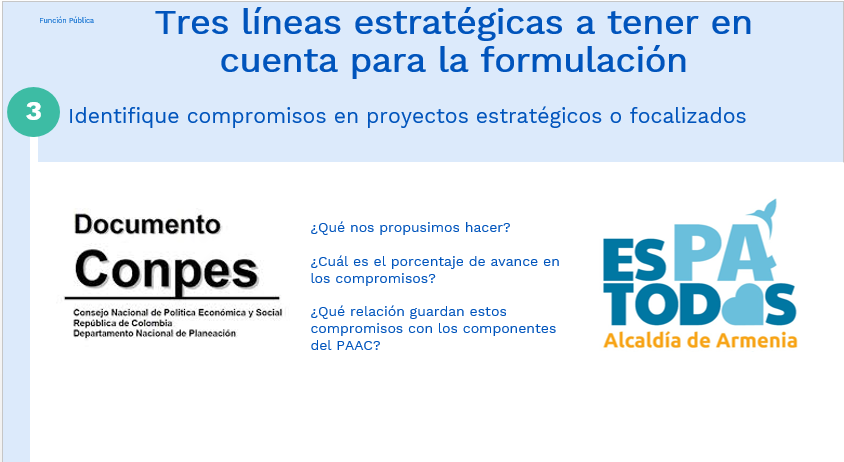 Función Pública
Tres líneas estratégicas a tener en
cuenta para la formulación
3
Identifique compromisos en proyectos estratégicos o focalizados
Documento
Conpes
Consejo Nacional de Política Económica y Social
República de Colombia
Departamento Nacional de Planeación
¿Qué nos propusimos hacer?
¿Cuál es el porcentaje de avance en
los compromisos?
¿Qué relación guardan estos
compromisos con los componentes
del PAAC?
ES PA
TODOS
Alcaldía de Armenia